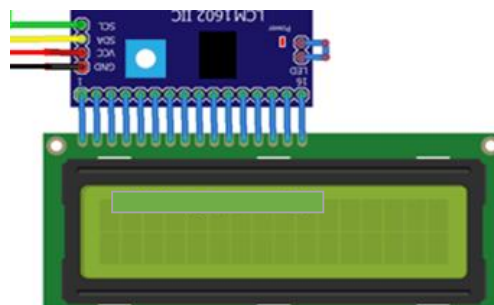 LCM1602 IIC
SCL
SDA
VCC
GND
Power
LED
1
16